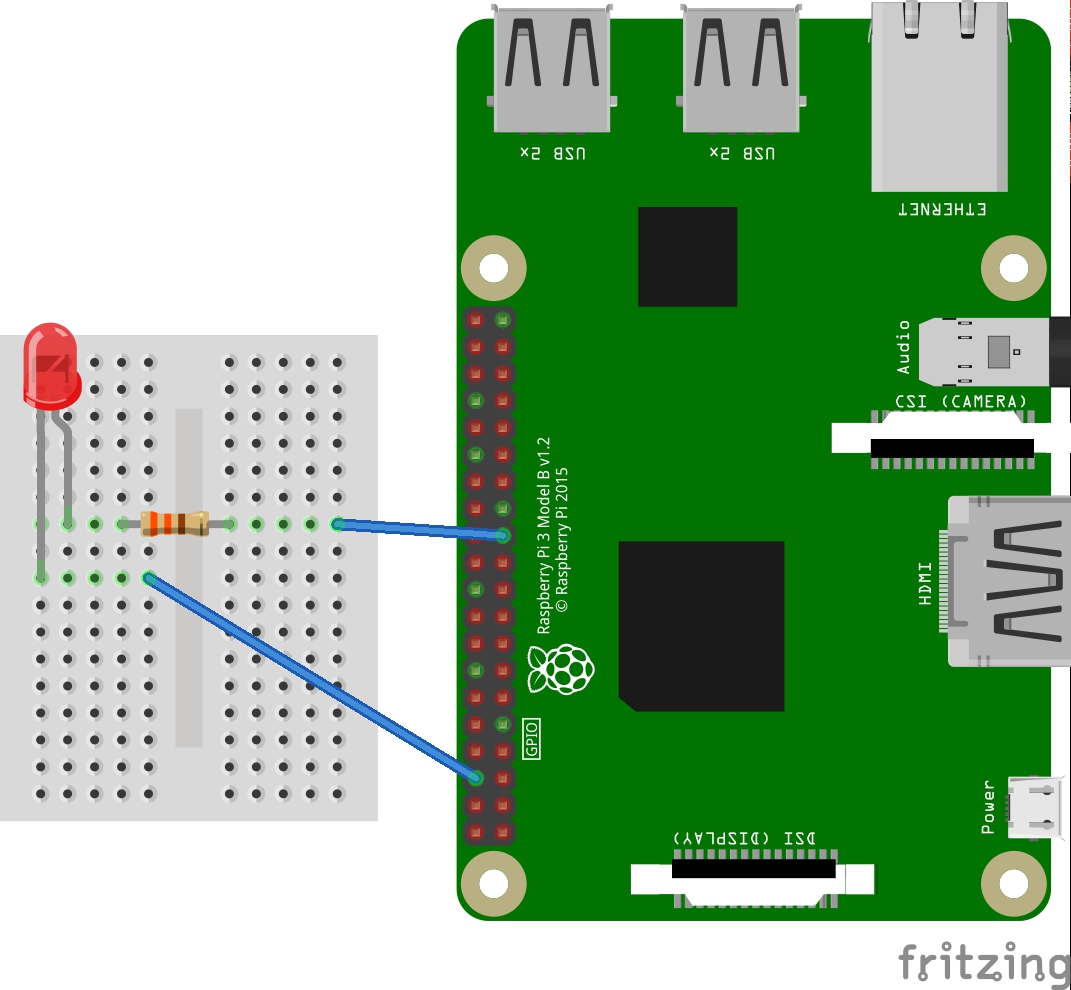 USB 2x
USB 2x
ETHERNET
Audio
CSI (CAMERA)
Raspberry Pi 3 Model B v1.2
© Raspberry Pi 2015
HDMI
GPIO
Power
DSI (DISPLAY)
fritzing